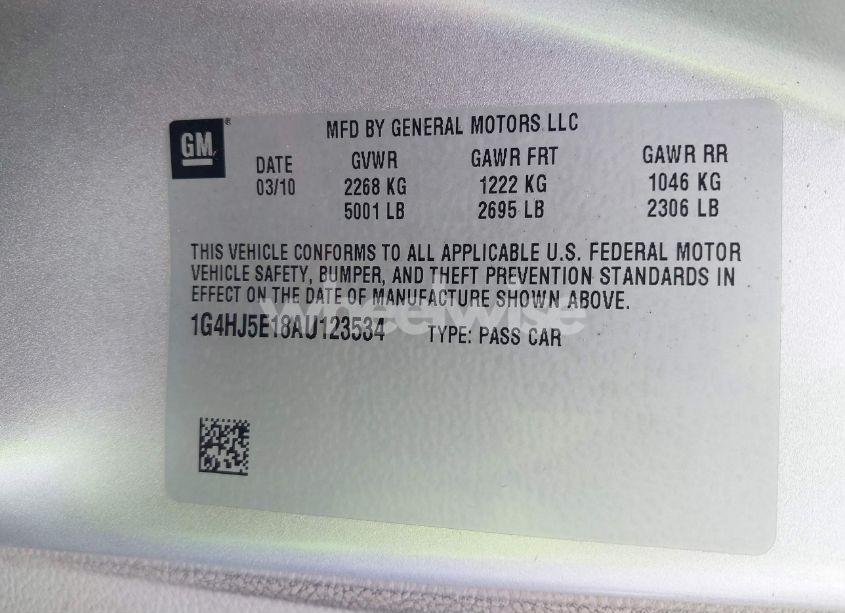 GM
MFD BY GENERAL MOTORS LLC
DATE GVWR GAWR FRT GAWR RR
03/10 2268 KG 1222 KG 1046 KG
5001 LB 2695 LB 2306 LB
THIS VEHICLE CONFORMS TO ALL APPLICABLE U.S. FEDERAL MOTOR
VEHICLE SAFETY, BUMPER, AND THEFT PREVENTION STANDARDS IN
EFFECT ON THE DATE OF MANUFACTURE SHOWN ABOVE.
wheelwise
1G4HJ5E18AU123534 TYPE: PASS CAR